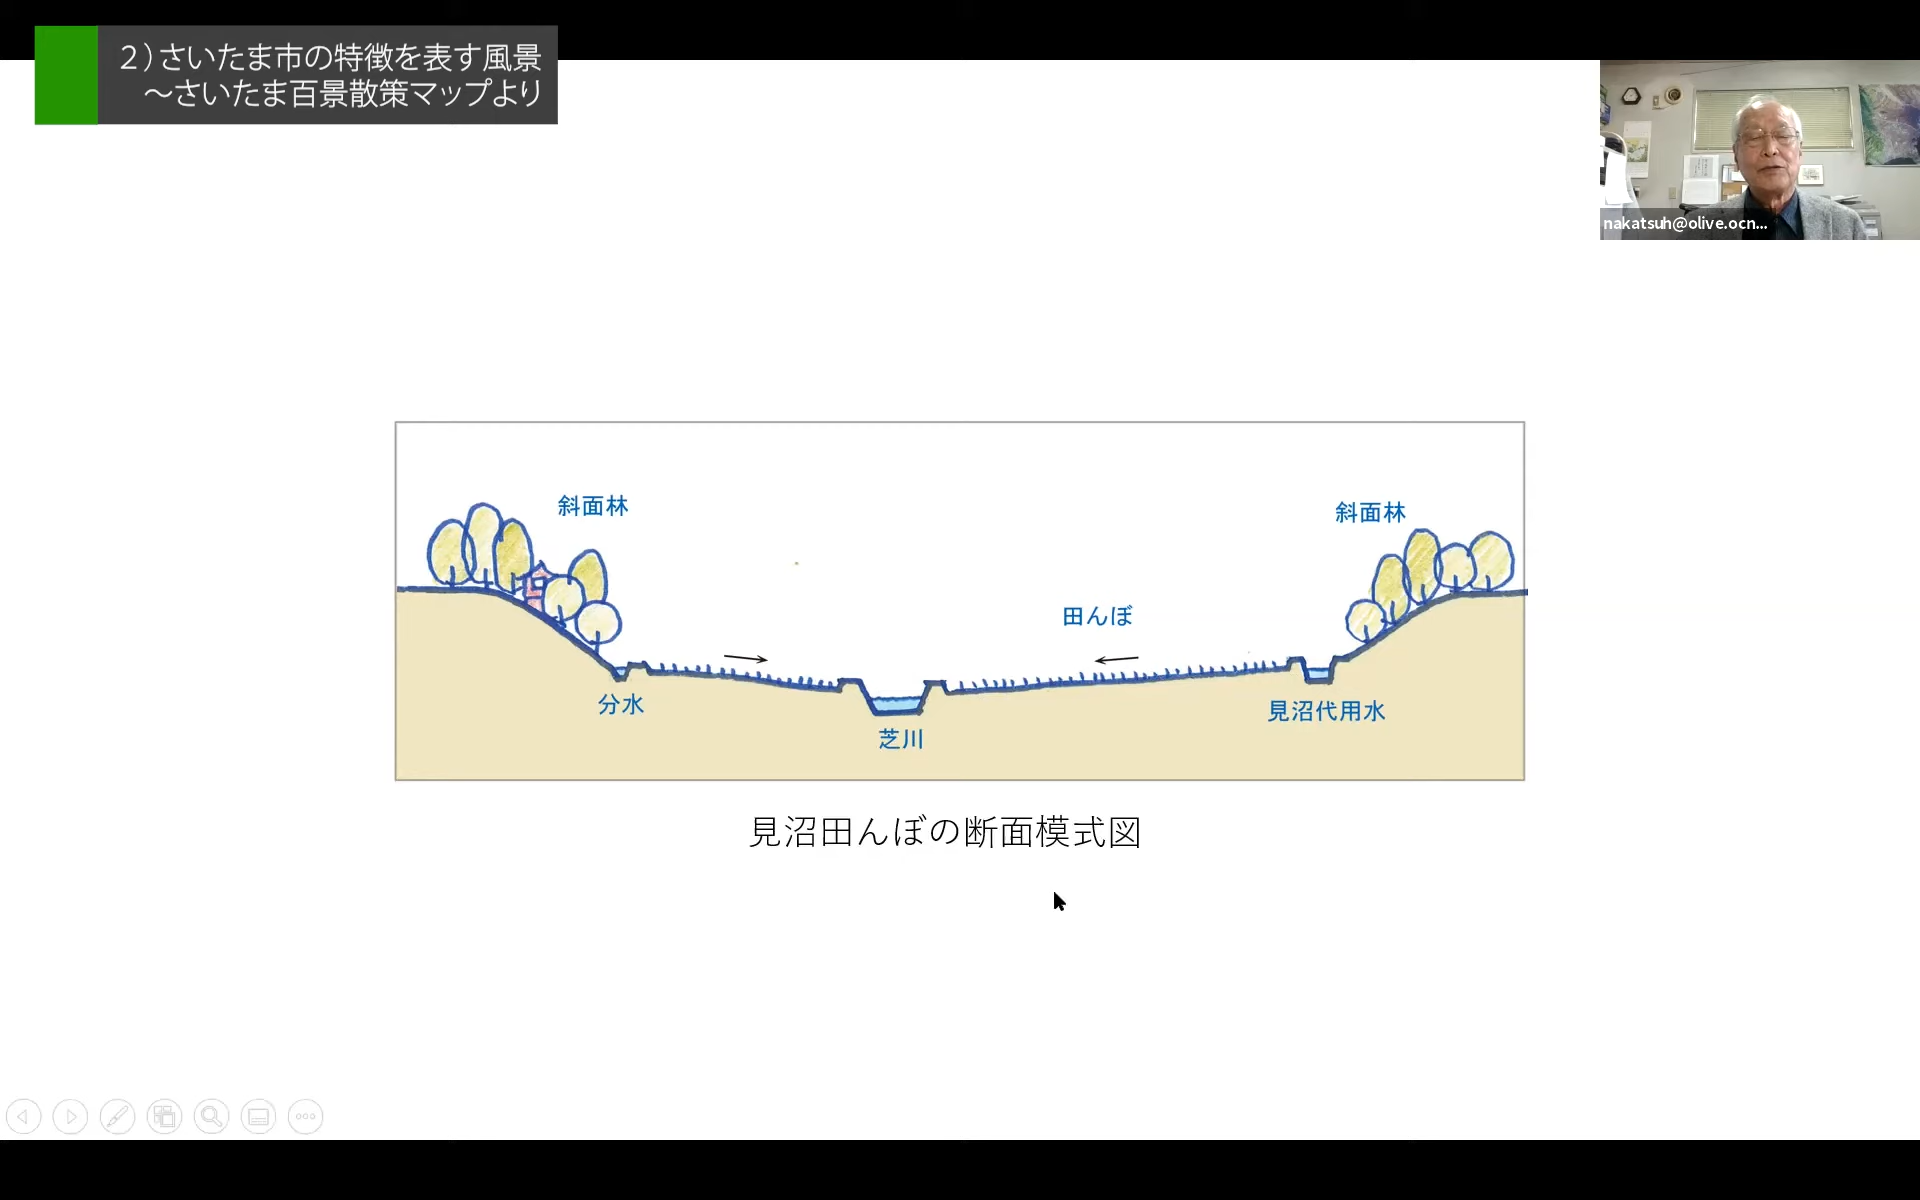 2）さいたま市の特徴を表す風景
～さいたま百景散策マップより
nakatsuh@olive.ocn...
斜面林
斜面林
田んぼ
分水
見沼代用水
芝川
見沼田んぼの断面模式図